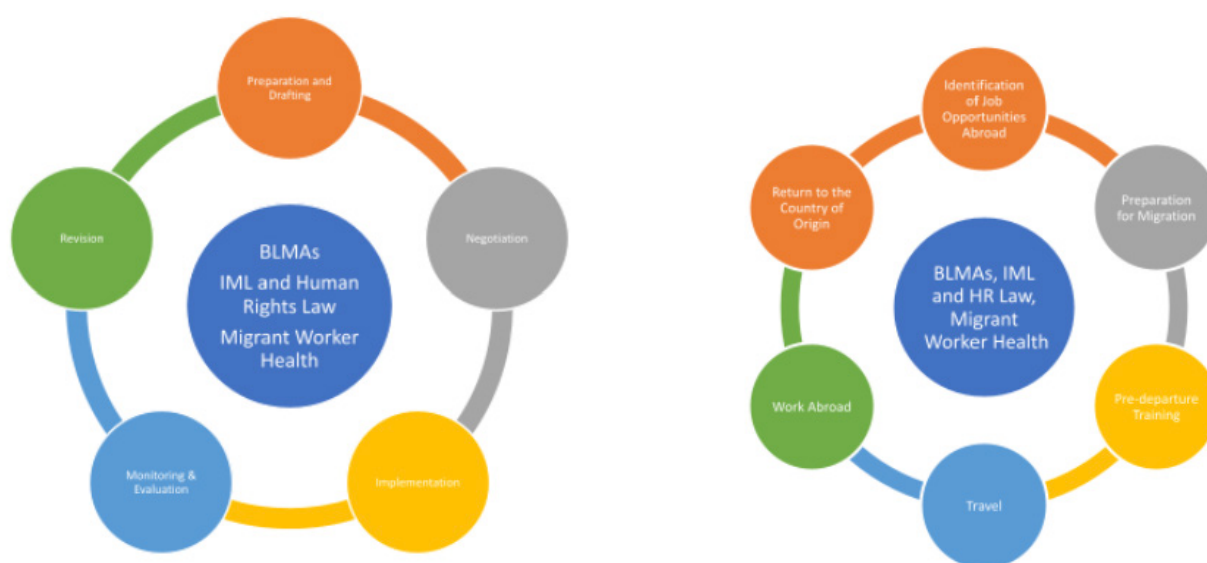 Preparation and
Drafting
Negotiation
Implementation
Monitoring &
Evaluation
Revision
BLMAs
IML and Human
Rights Law
Migrant Worker
Health
Identification
of Job
Opportunities
Abroad
Preparation
for Migration
Pre-departure
Training
Travel
Work Abroad
Return to the
Country of
Origin
BLMAs, IML
and HR Law,
Migrant
Worker Health